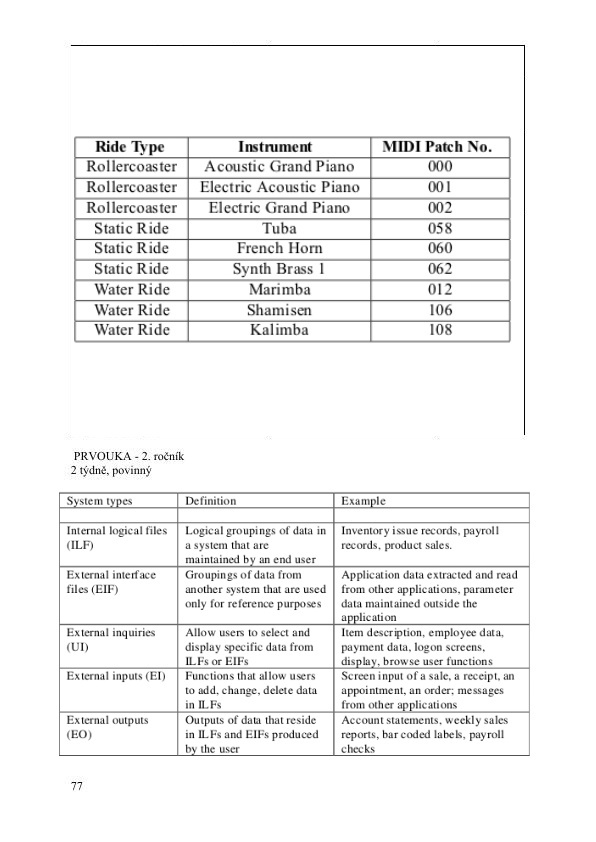 Ride Type Instrument MIDI Patch No.
Rollercoaster Acoustic Grand Piano 000
Rollercoaster Electric Acoustic Piano 001
Rollercoaster Electric Grand Piano 002
Static Ride Tuba 058
Static Ride French Horn 060
Static Ride Synth Brass 1 062
Water Ride Marimba 012
Water Ride Shamisen 106
Water Ride Kalimba 108
PRVOUKA - 2. ročník
2 týdně, povinný
System types Definition Example
Internal logical files Logical groupings of data in Inventory issue records, payroll
(ILF) a system that are records, product sales.
maintained by an end user
External interface Groupings of data from Application data extracted and read
files (EIF) another system that are used from other applications, parameter
only for reference purposes data maintained outside the
application
External inquiries Allow users to select and Item description, employee data,
(UI) display specific data from payment data, logon screens,
ILFs or EIFs display, browse user functions
External inputs (EI) Functions that allow users Screen input of a sale, a receipt, an
to add, change, delete data appointment, an order; messages
in ILFs from other applications
External outputs Outputs of data that reside Account statements, weekly sales
(EO) in ILFs and EIFs produced reports, bar coded labels, payroll
by the user checks
77